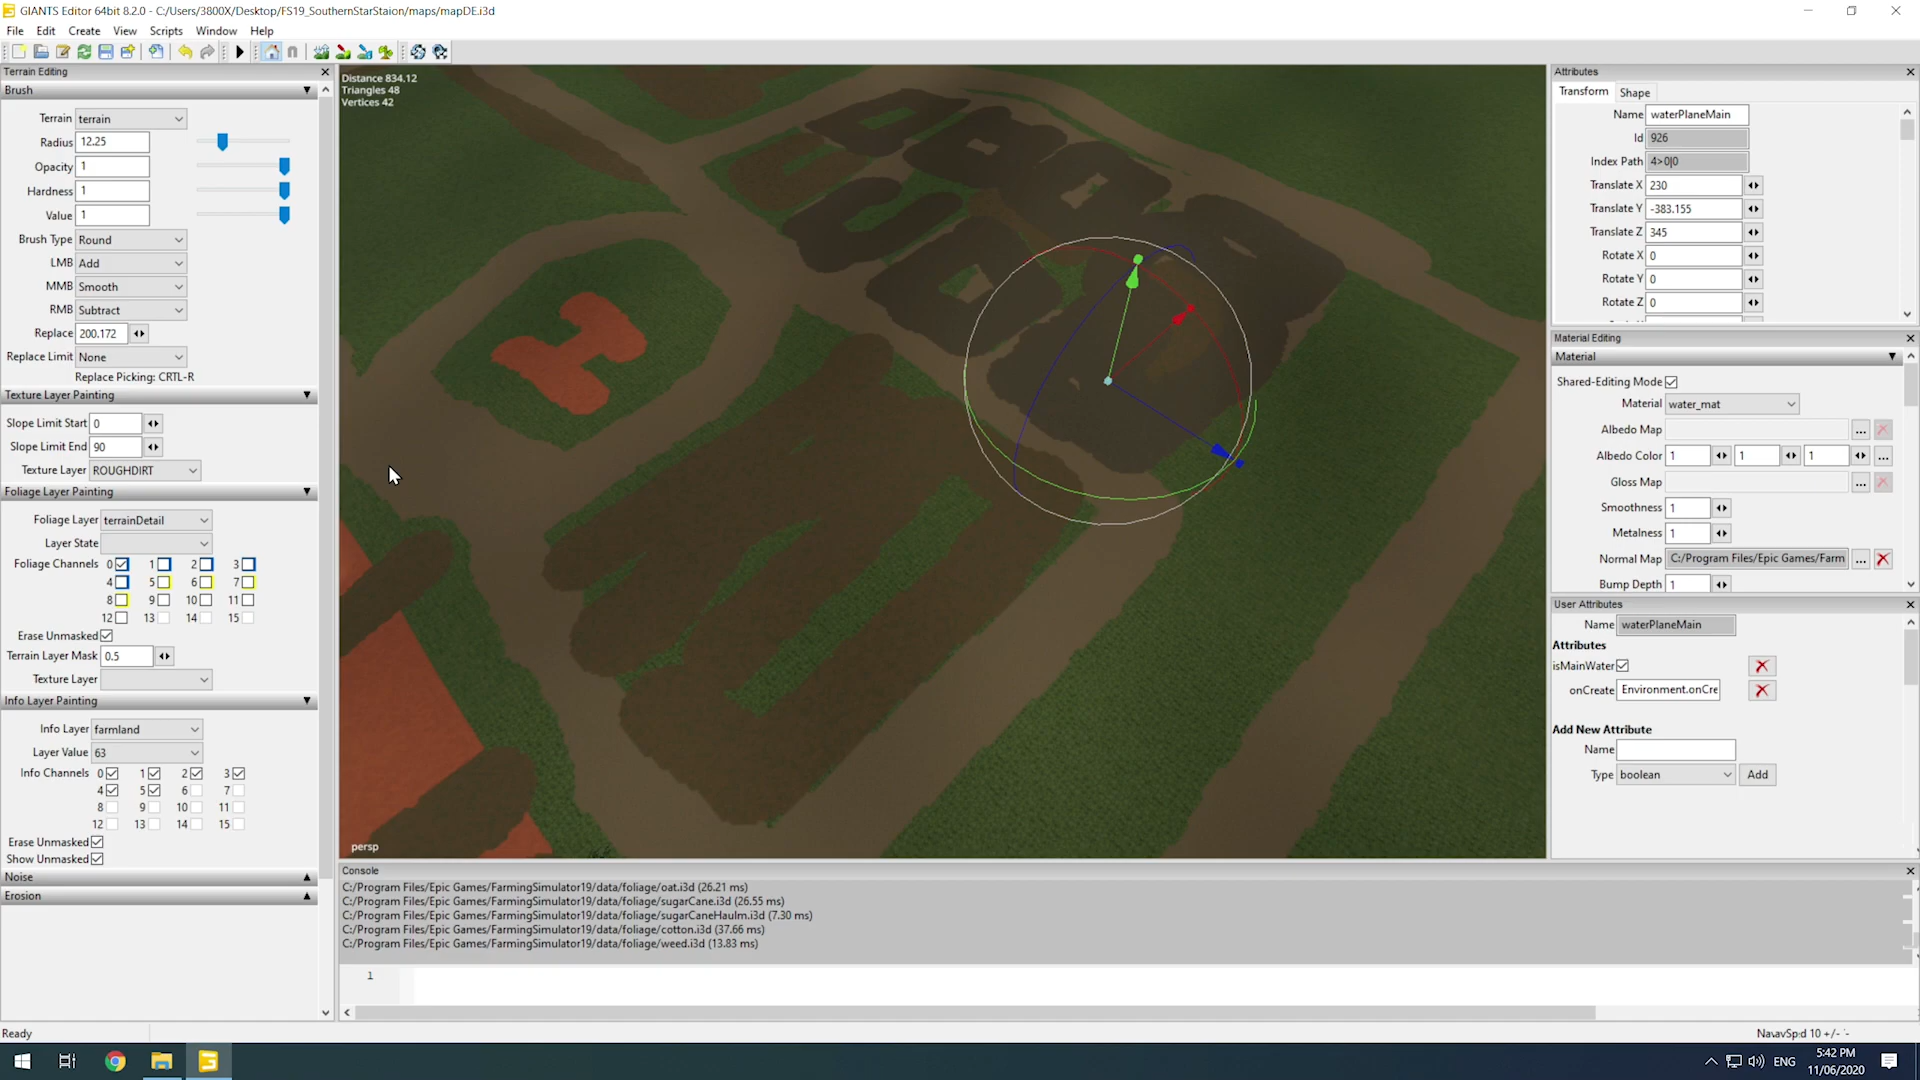 GIANTS Editor 64bit 8.2.0 - C:/Users/3800X/Desktop/FS19_SouthernStarStaion/maps/mapDE.i3d
File Edit Create View Scripts Window Help
Terrain Editing
Brush
Terrain terrain
Radius 12.25
Opacity 1
Hardness 1
Value 1
Brush Type Round
LMB Add
MMB Smooth
RMB Subtract
Replace 200.172
Replace Limit None
Replace Picking: CRTL-R
Texture Layer Painting
Slope Limit Start 0
Slope Limit End 90
Texture Layer ROUGHDIRT
Foliage Layer Painting
Foliage Layer terrainDetail
Layer State
Foliage Channels 0 1 2 3
4 5 6 7
8 9 10 11
12 13 14 15
Erase Unmasked
Terrain Layer Mask 0.5
Texture Layer
Info Layer Painting
Info Layer farmland
Layer Value 63
Info Channels 0 1 2 3
4 5 6 7
8 9 10 11
12 13 14 15
Erase Unmasked
Show Unmasked
Noise
Erosion
Distance 834.12
Triangles 48
Vertices 42
persp
Console
C:/Program Files/Epic Games/FarmingSimulator19/data/foliage/oat.i3d (26.21 ms)
C:/Program Files/Epic Games/FarmingSimulator19/data/foliage/sugarCane.i3d (26.55 ms)
C:/Program Files/Epic Games/FarmingSimulator19/data/foliage/sugarCaneHaulm.i3d (7.30 ms)
C:/Program Files/Epic Games/FarmingSimulator19/data/foliage/cotton.i3d (37.66 ms)
C:/Program Files/Epic Games/FarmingSimulator19/data/foliage/weed.i3d (13.83 ms)
1
Attributes
Transform Shape
Name waterPlaneMain
Id 926
Index Path 4>0|0
Translate X 230
Translate Y -383.155
Translate Z 345
Rotate X 0
Rotate Y 0
Rotate Z 0
Material Editing
Material
Shared-Editing Mode
Material water_mat
Albedo Map ...
Albedo Color 1 1 1 ...
Gloss Map ...
Smoothness 1
Metalness 1
Normal Map C:/Program Files/Epic Games/Farm ...
Bump Depth 1
User Attributes
Name waterPlaneMain
Attributes
isMainWater
onCreate Environment.onCre
Add New Attribute
Name
Type boolean Add
Ready
10 +/-
ENG
5:42 PM
11/06/2020